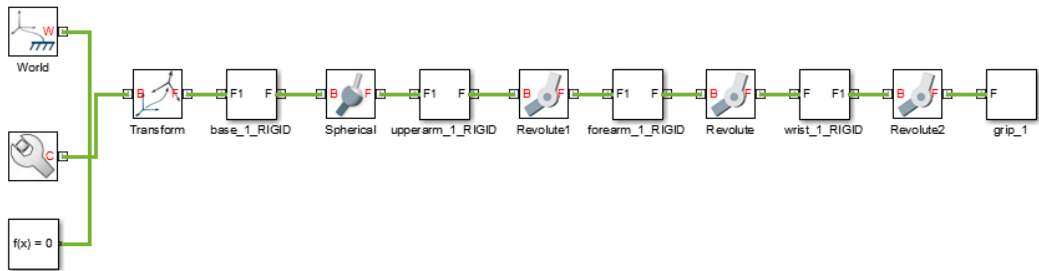 W
World
C
f(x) = 0
B F
Transform
F1 F
base_1_RIGID
B F
Spherical
F1 F
upperarm_1_RIGID
B F
Revolute1
F1 F
forearm_1_RIGID
B F
Revolute
F F1
wrist_1_RIGID
B F
Revolute2
F
grip_1